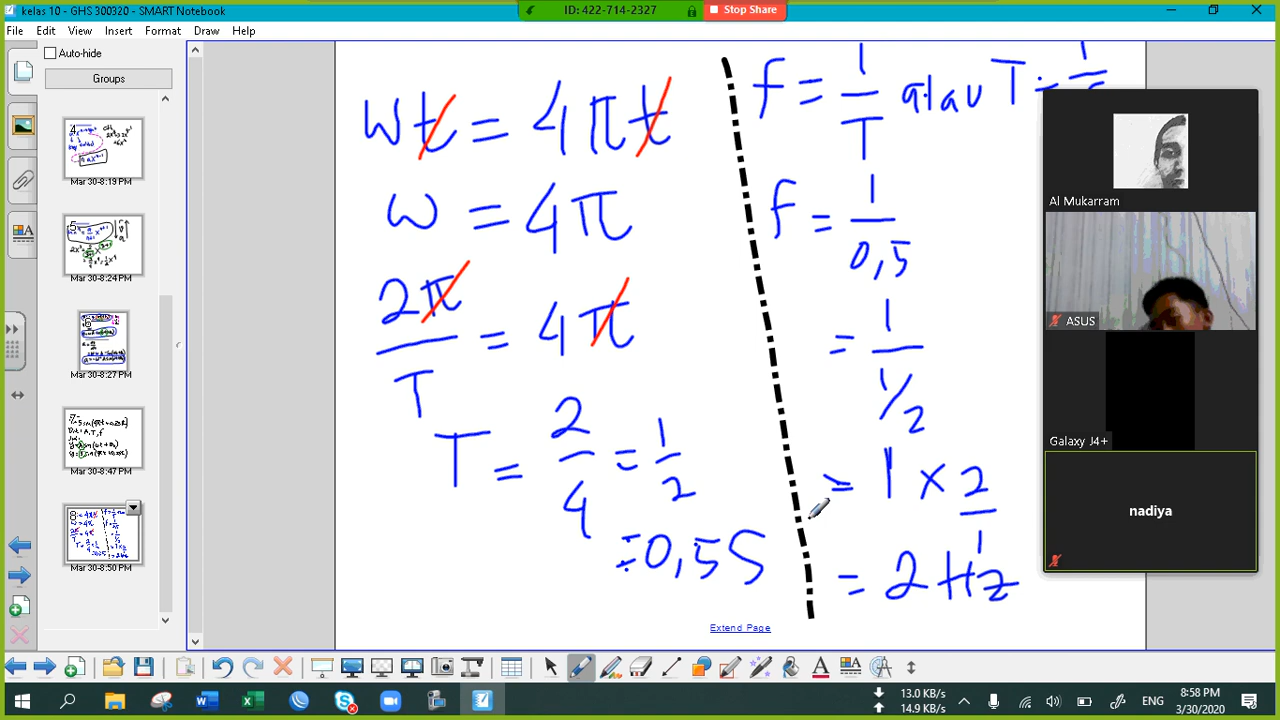 kelas 10 - GHS 300320 - SMART Notebook
ID: 422-714-2327
Stop Share
File Edit View Insert Format Draw Help
Auto-hide
Groups
Mar 30-8:19 PM
Mar 30-8:24 PM
Mar 30-8:27 PM
Mar 30-8:47 PM
Mar 30-8:50 PM
wt = 4πt
w = 4π
2π/T = 4π
T = 2/4 = 1/2
= 0,5 S
f = 1/T atau T = 1/
f = 1/0,5
= 1/1/2
= 1 x 2/1
= 2 Hz
Extend Page
Al Mukarram
ASUS
Galaxy J4+
nadiya
13.0 KB/s
14.9 KB/s
ENG
8:58 PM
3/30/2020